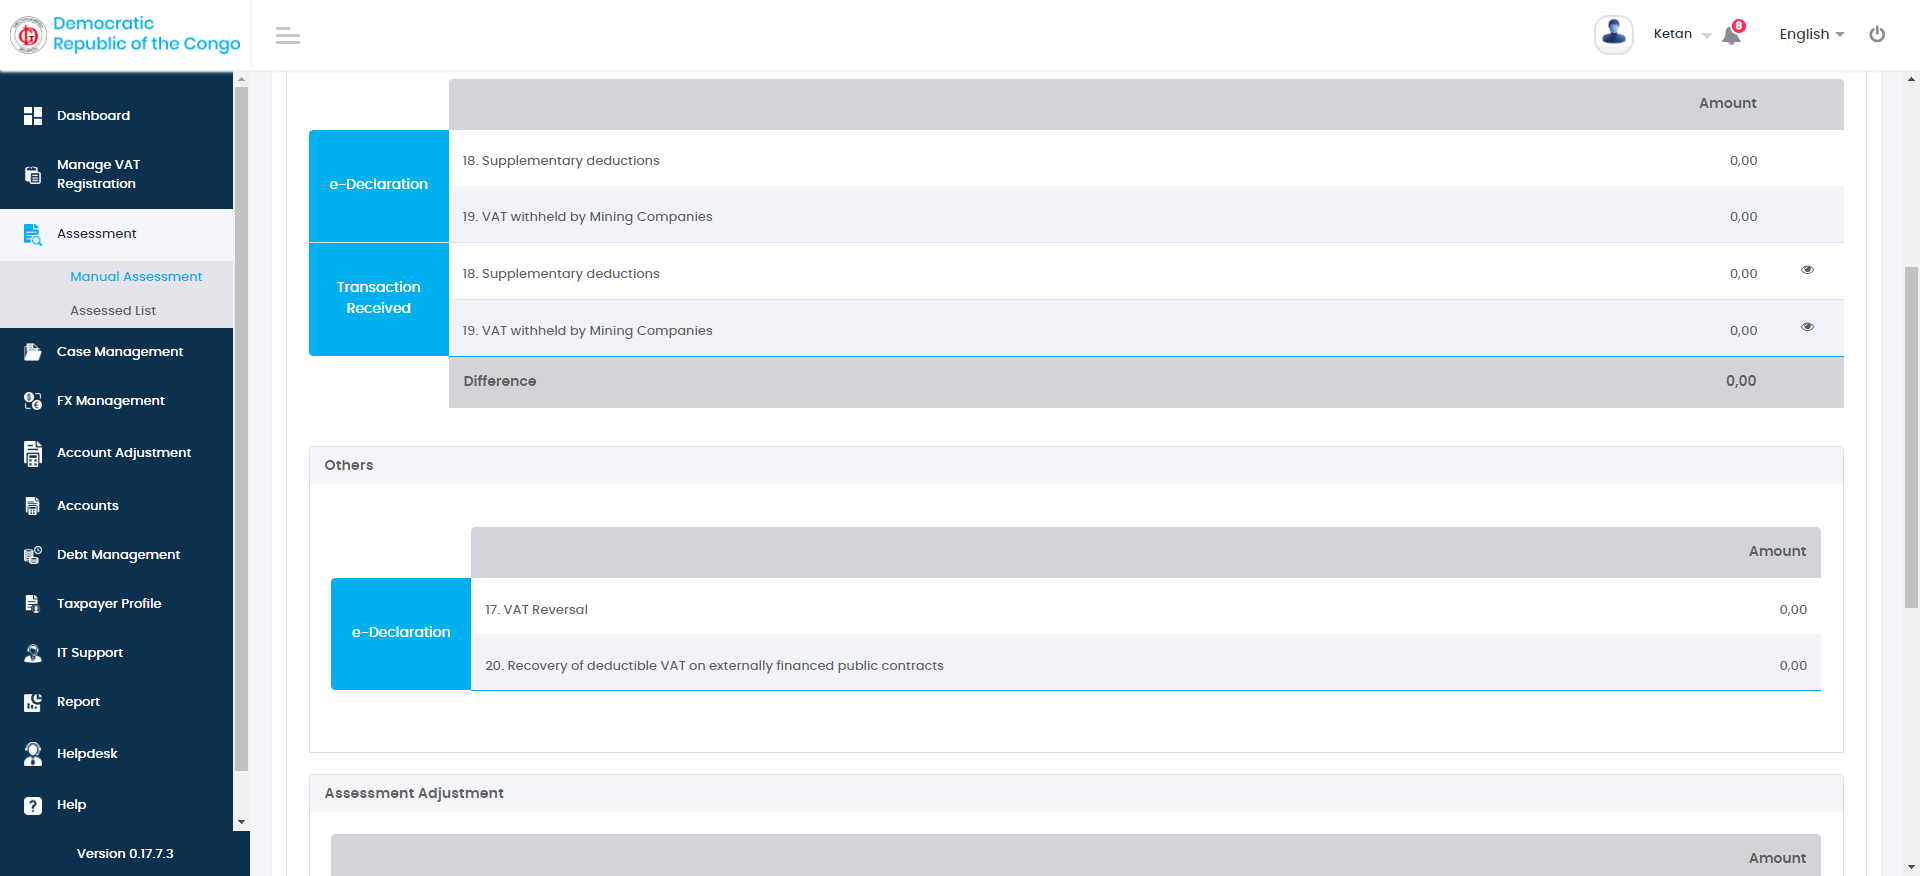 Democratic
Republic of the Congo
Ketan
8
English
Dashboard
Manage VAT
Registration
Assessment
Manual Assessment
Assessed List
Case Management
FX Management
Account Adjustment
Accounts
Debt Management
Taxpayer Profile
IT Support
Report
Helpdesk
Help
Version 0.17.7.3
Amount
e-Declaration
18. Supplementary deductions 0,00
19. VAT withheld by Mining Companies 0,00
Transaction
Received
18. Supplementary deductions 0,00
19. VAT withheld by Mining Companies 0,00
Difference 0,00
Others
Amount
e-Declaration
17. VAT Reversal 0,00
20. Recovery of deductible VAT on externally financed public contracts 0,00
Assessment Adjustment
Amount